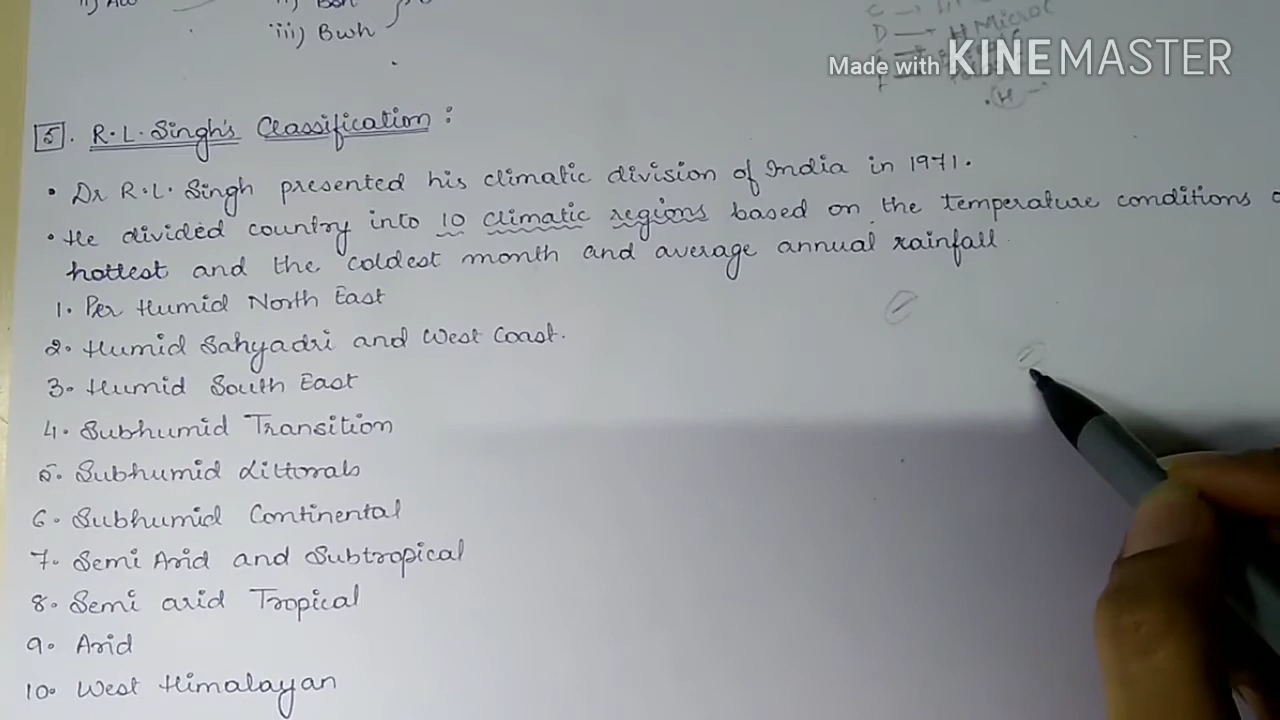 iii) Bwh
D → H Micro
Made with KINEMASTER
5. R.L. Singh's Classification :
• Dr R.L. Singh presented his climatic division of India in 1971.
• He divided country into 10 climatic regions based on the temperature conditions
hottest and the coldest month and average annual rainfall
1. Per Humid North East
2. Humid Sahyadri and West Coast.
3. Humid South East
4. Subhumid Transition
5. Subhumid Littorals
6. Subhumid Continental
7. Semi Arid and Subtropical
8. Semi arid Tropical
9. Arid
10. West Himalayan